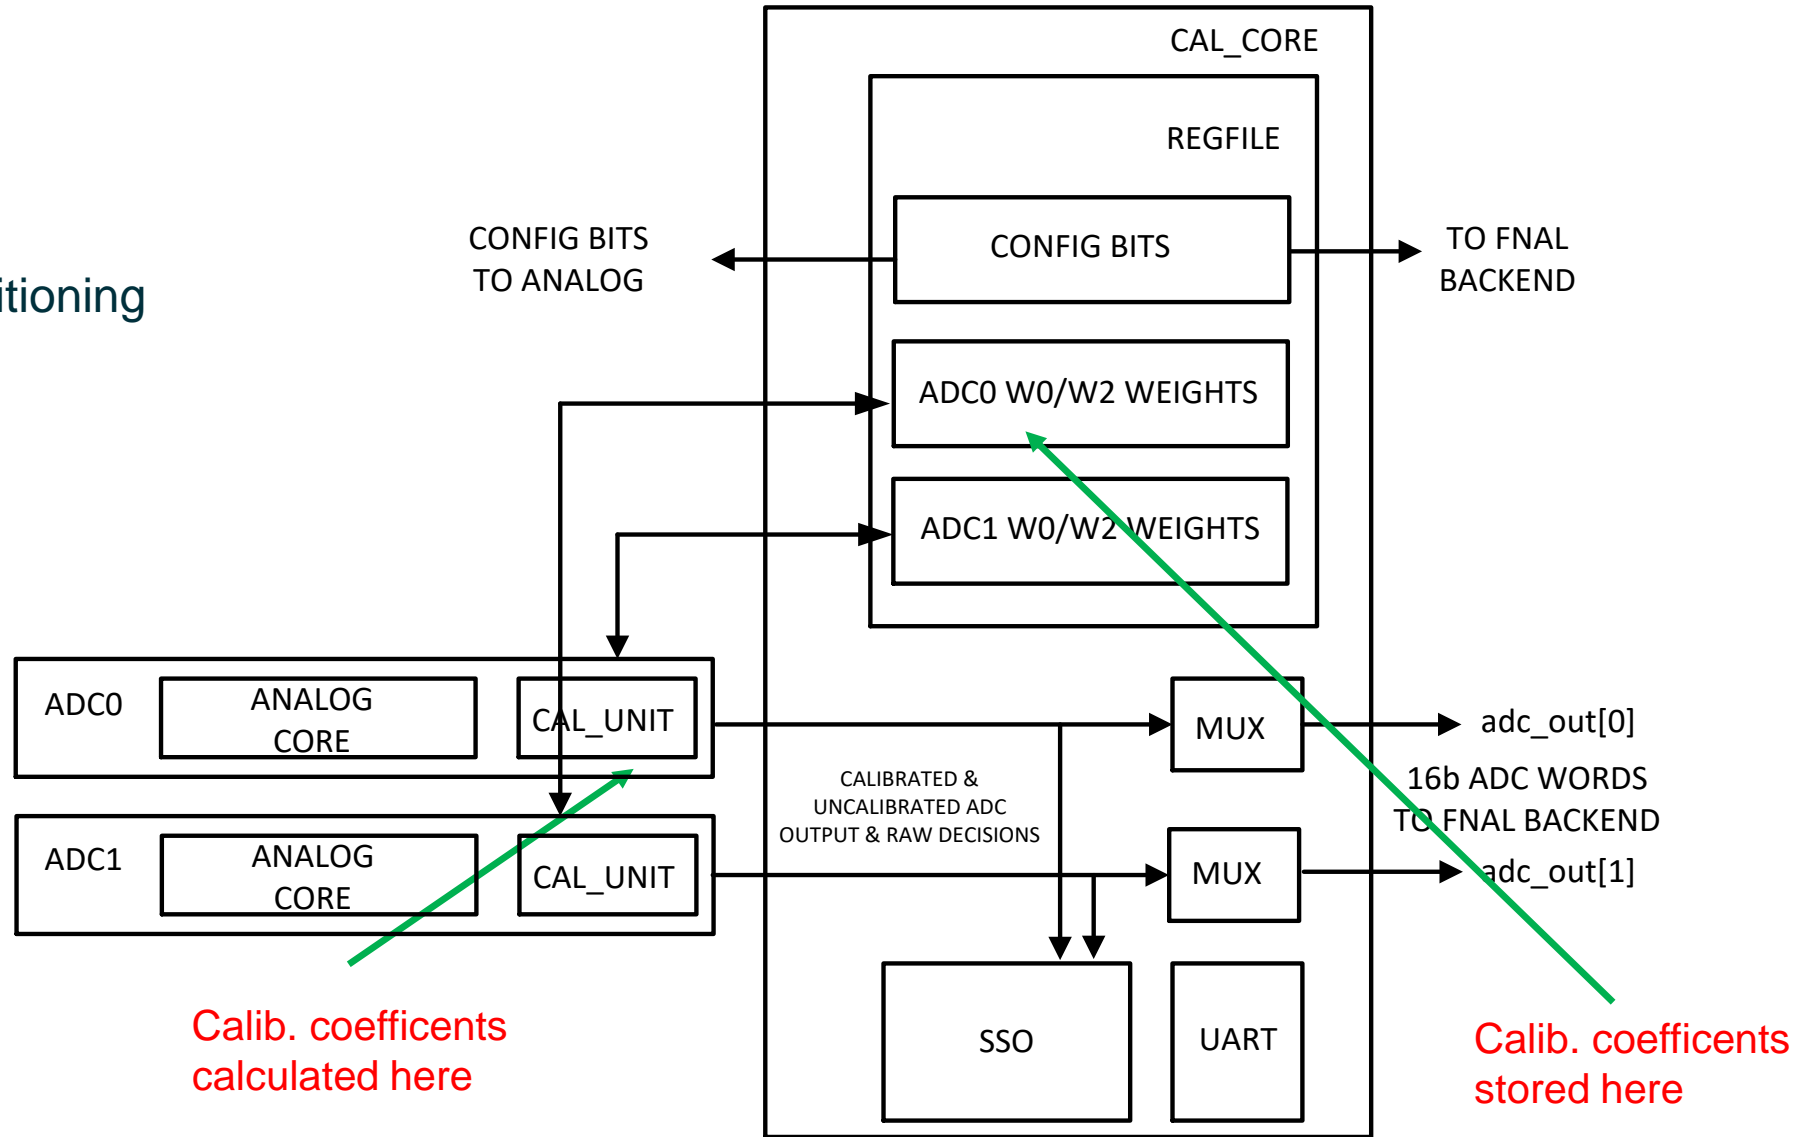 CAL_CORE
REGFILE
CONFIG BITS
TO ANALOG
CONFIG BITS
TO FNAL
BACKEND
itioning
ADC0 W0/W2 WEIGHTS
ADC1 W0/W2 WEIGHTS
ADC0
ANALOG
CORE
CAL_UNIT
MUX
adc_out[0]
CALIBRATED &
UNCALIBRATED ADC
OUTPUT & RAW DECISIONS
16b ADC WORDS
TO FNAL BACKEND
ADC1
ANALOG
CORE
CAL_UNIT
MUX
adc_out[1]
Calib. coefficents
calculated here
SSO
UART
Calib. coefficents
stored here